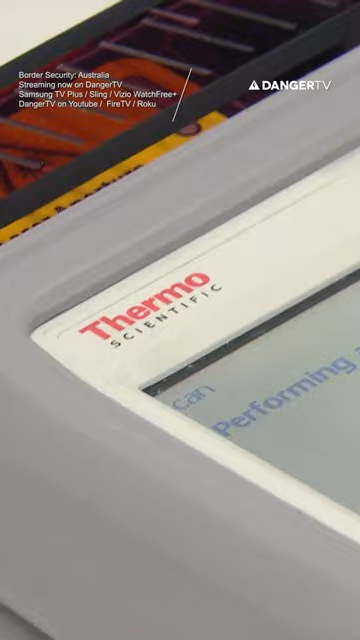 Border Security: Australia
Streaming now on DangerTV
Samsung TV Plus / Sling / Vizio WatchFree+
DangerTV on Youtube / FireTV / Roku
DANGERTV
Thermo
SCIENTIFIC
can
Performing